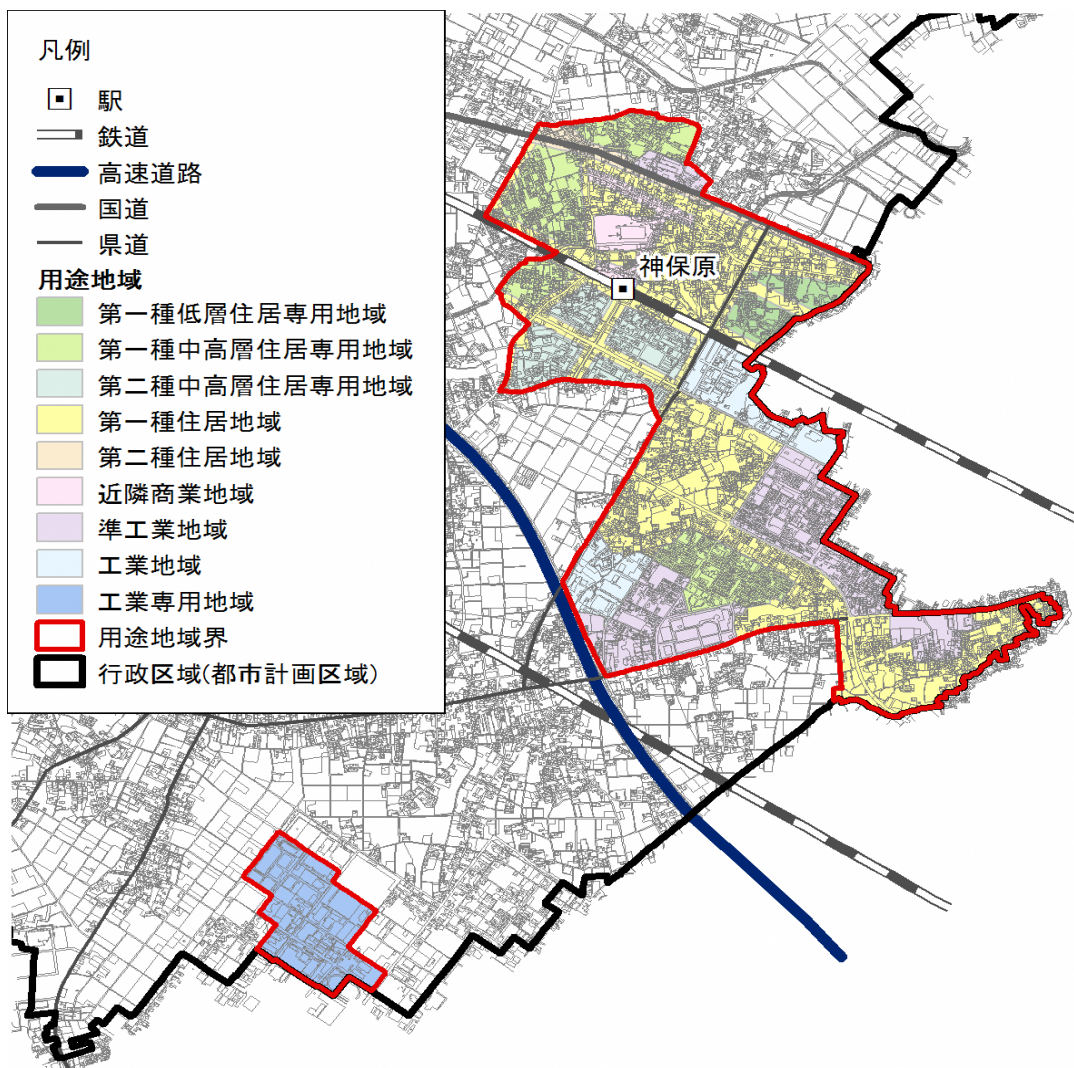 凡例
駅
鉄道
高速道路
国道
県道
用途地域
第一種低層住居専用地域
第一種中高層住居専用地域
第二種中高層住居専用地域
第一種住居地域
第二種住居地域
近隣商業地域
準工業地域
工業地域
工業専用地域
用途地域界
行政区域(都市計画区域)
神保原